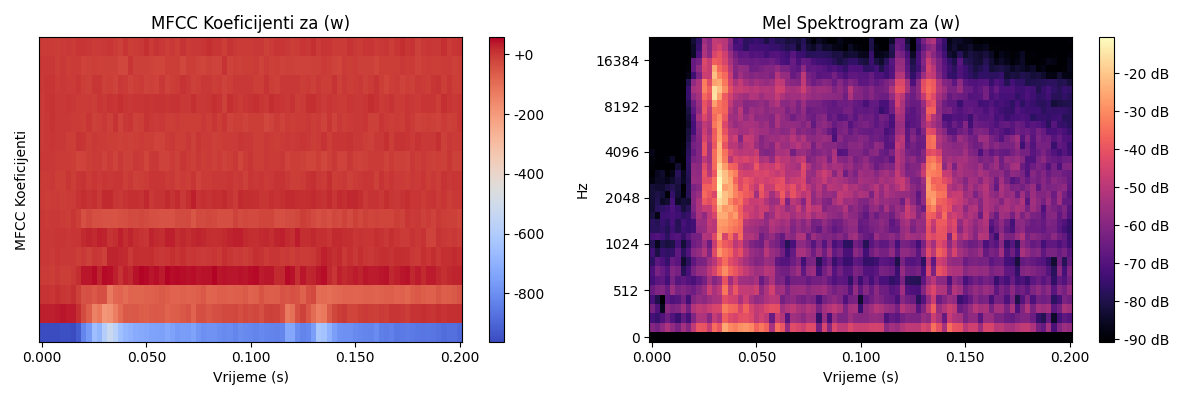 MFCC Koeficijenti za (w)
MFCC Koeficijenti
+0
-200
-400
-600
-800
0.000 0.050 0.100 0.150 0.200
Vrijeme (s)
Mel Spektrogram za (w)
Hz
16384
8192
4096
2048
1024
512
0
-20 dB
-30 dB
-40 dB
-50 dB
-60 dB
-70 dB
-80 dB
-90 dB
0.000 0.050 0.100 0.150 0.200
Vrijeme (s)